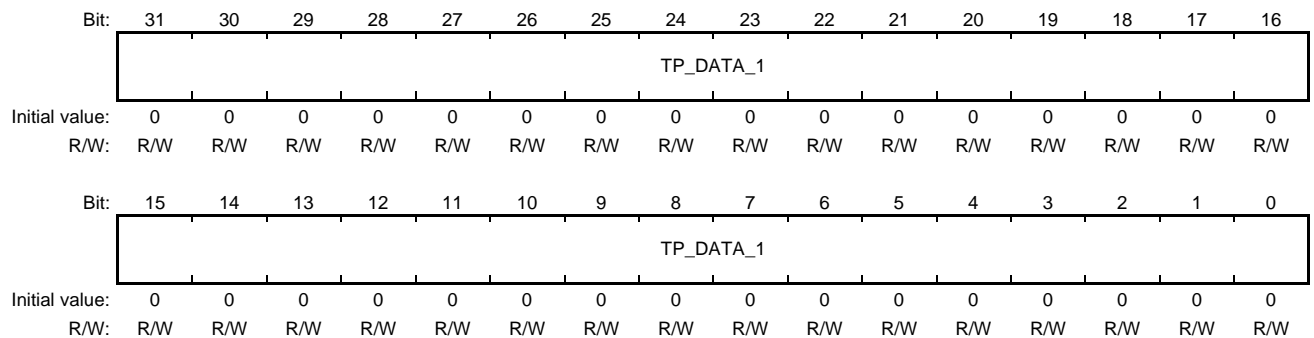 Bit: 31 30 29 28 27 26 25 24 23 22 21 20 19 18 17 16
TP_DATA_1
Initial value: 0 0 0 0 0 0 0 0 0 0 0 0 0 0 0 0
R/W: R/W R/W R/W R/W R/W R/W R/W R/W R/W R/W R/W R/W R/W R/W R/W R/W
Bit: 15 14 13 12 11 10 9 8 7 6 5 4 3 2 1 0
TP_DATA_1
Initial value: 0 0 0 0 0 0 0 0 0 0 0 0 0 0 0 0
R/W: R/W R/W R/W R/W R/W R/W R/W R/W R/W R/W R/W R/W R/W R/W R/W R/W